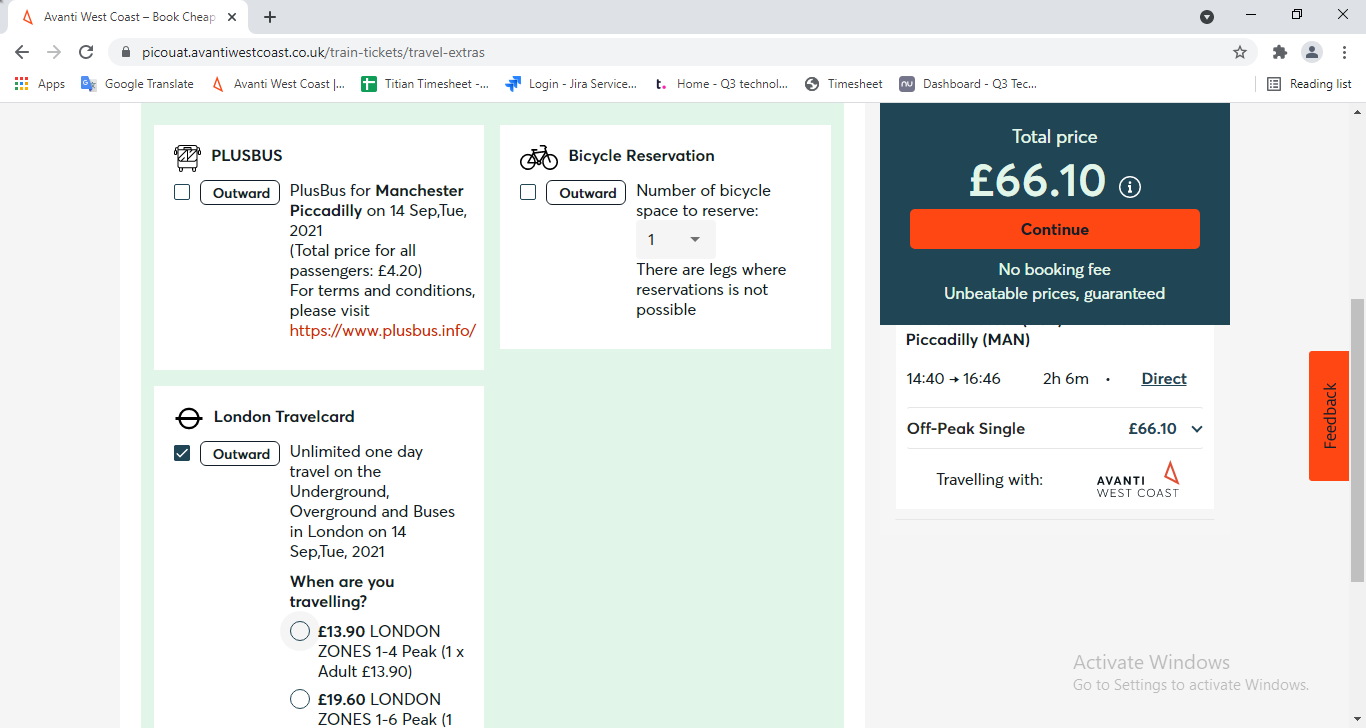 Avanti West Coast – Book Cheap
picouat.avantiwestcoast.co.uk/train-tickets/travel-extras
Apps
Google Translate
Avanti West Coast |...
Titian Timesheet -...
Login - Jira Service...
t.
Home - Q3 technol...
Timesheet
nu
Dashboard - Q3 Tec...
Reading list
PLUSBUS
Outward
PlusBus for Manchester
Piccadilly on 14 Sep,Tue,
2021
(Total price for all
passengers: £4.20)
For terms and conditions,
please visit
https://www.plusbus.info/
Bicycle Reservation
Outward
Number of bicycle
space to reserve:
1
There are legs where
reservations is not
possible
London Travelcard
Outward
Unlimited one day
travel on the
Underground,
Overground and Buses
in London on 14
Sep,Tue, 2021
When are you
travelling?
£13.90 LONDON
ZONES 1-4 Peak (1 x
Adult £13.90)
£19.60 LONDON
ZONES 1-6 Peak (1
Total price
£66.10
Continue
No booking fee
Unbeatable prices, guaranteed
Piccadilly (MAN)
14:40 → 16:46
2h 6m
·
Direct
Off-Peak Single
£66.10
Travelling with:
AVANTI
WEST COAST
Feedback
Activate Windows
Go to Settings to activate Windows.